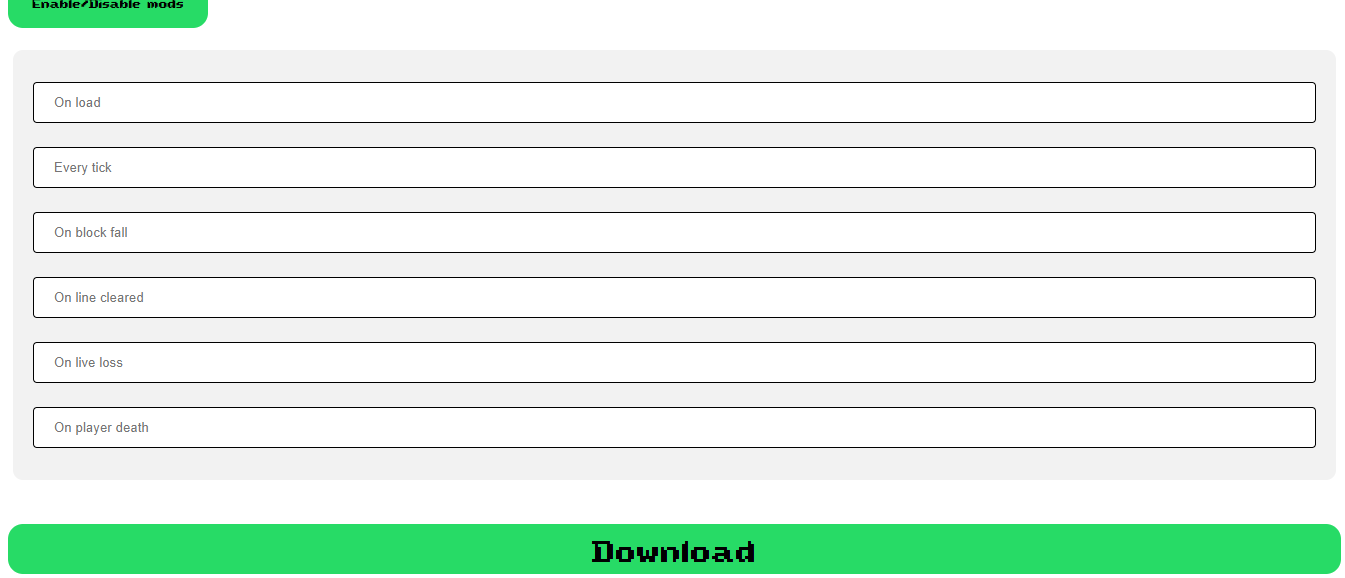 Enable/Disable mods
On load
Every tick
On block fall
On line cleared
On live loss
On player death
Download